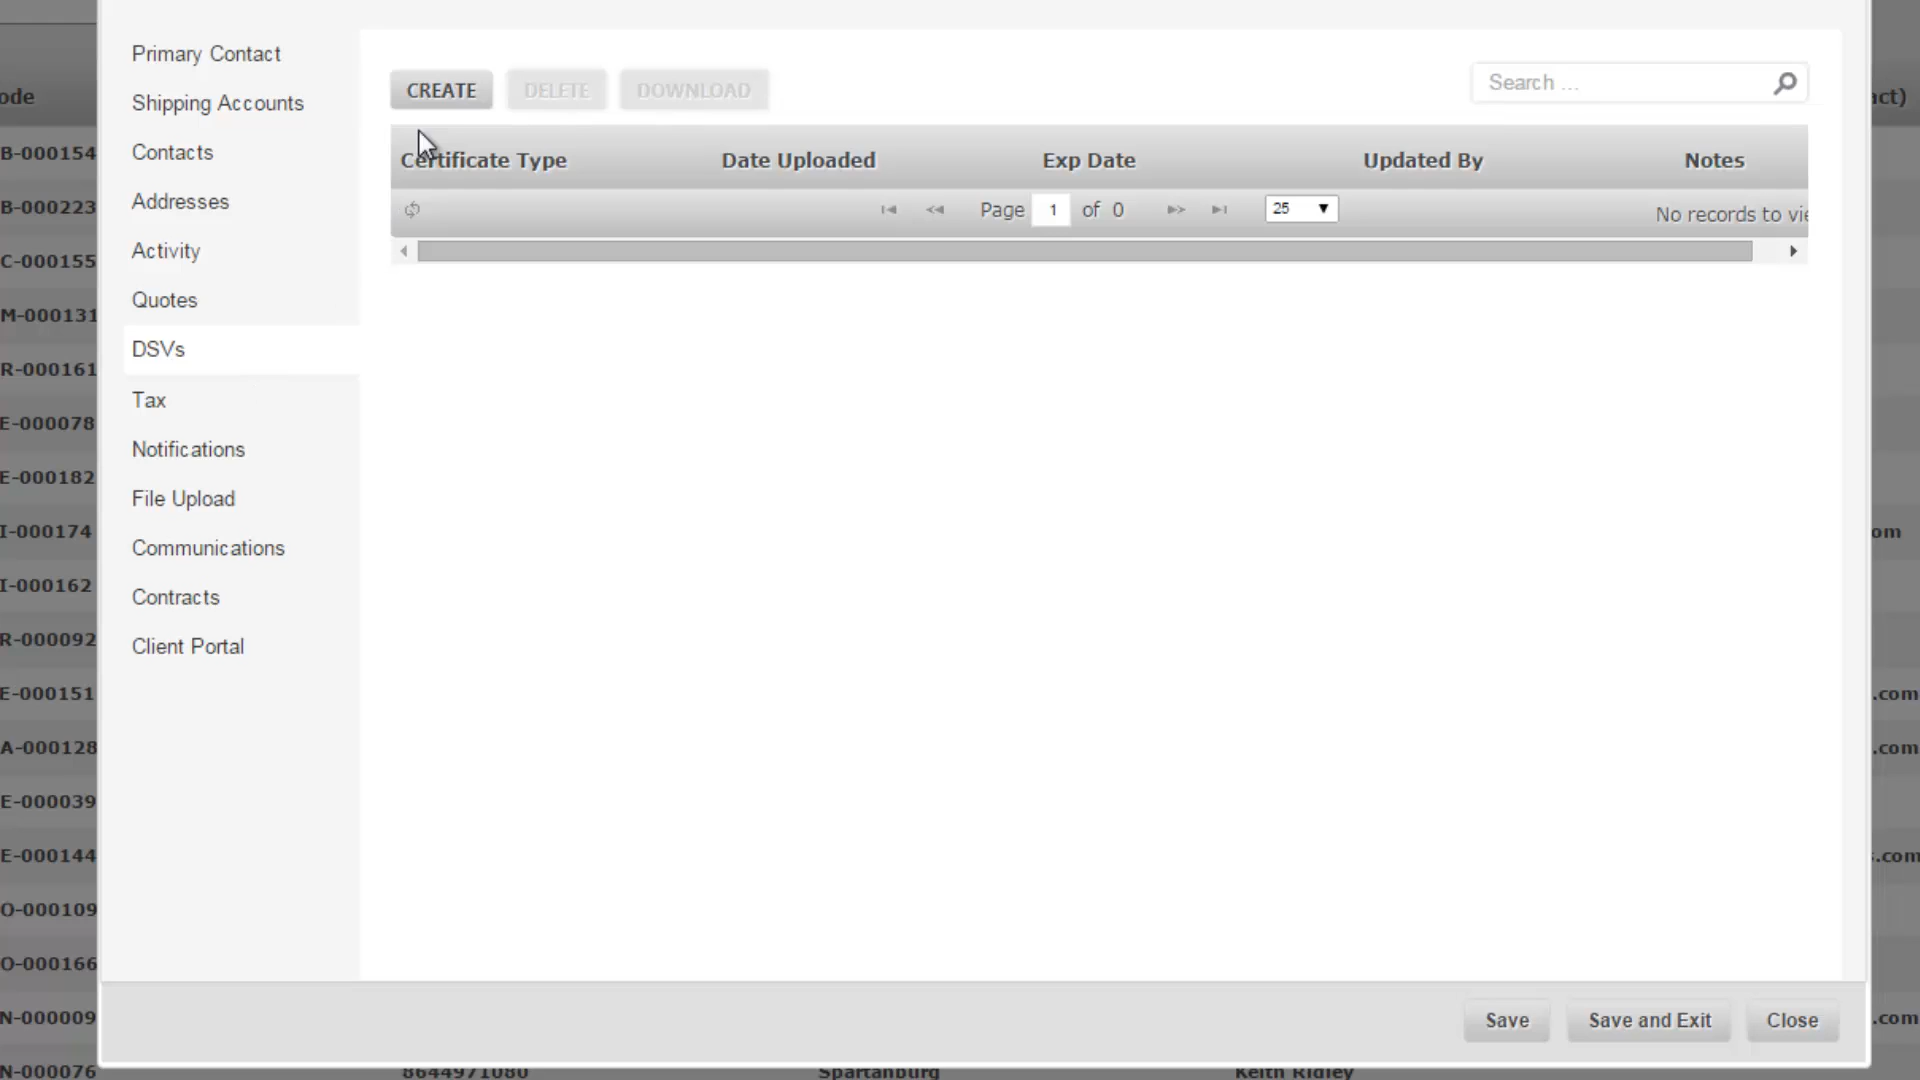 Primary Contact
Shipping Accounts
Contacts
Addresses
Activity
Quotes
DSVs
Tax
Notifications
File Upload
Communications
Contracts
Client Portal
CREATE DELETE DOWNLOAD
Search ...
Certificate Type Date Uploaded Exp Date Updated By Notes
Page 1 of 0 25 No records to vie
Save Save and Exit Close
ode
B-000154
B-000223
C-000155
M-000131
R-000161
E-000078
E-000182
I-000174
I-000162
R-000092
E-000151
A-000128
E-000039
E-000144
O-000109
O-000166
N-000009
N-000076 8644971080 Spartanburg Keith Ridley
act)
om
.com
.com
s.com
.com